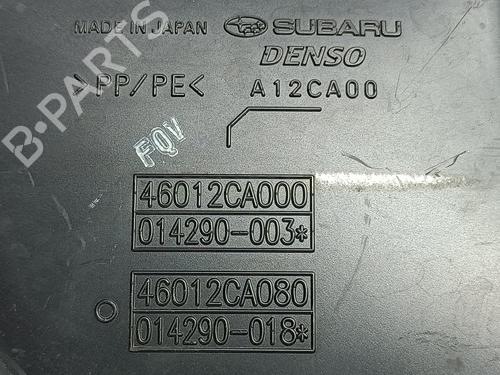 MADE IN JAPAN SUBARU
DENSO
>PP/PE< A12CA00
FQV
46012CA000
014290-003*
46012CA080
014290-018*
B-PARTS